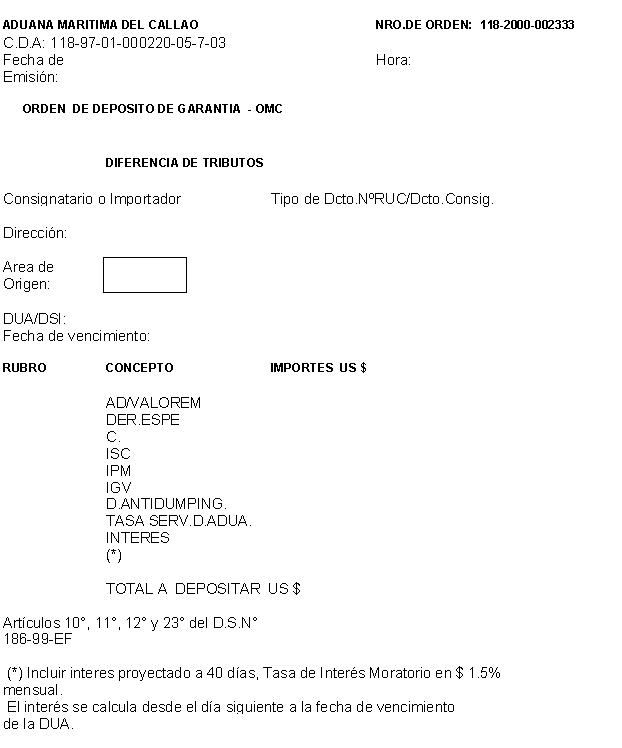 ADUANA MARITIMA DEL CALLAO NRO.DE ORDEN: 118-2000-002333
C.D.A: 118-97-01-000220-05-7-03
Fecha de Hora:
Emisión:
ORDEN DE DEPOSITO DE GARANTIA - OMC
DIFERENCIA DE TRIBUTOS
Consignatario o Importador Tipo de Dcto.NºRUC/Dcto.Consig.
Dirección:
Area de
Origen:
DUA/DSI:
Fecha de vencimiento:
RUBRO CONCEPTO IMPORTES US $
AD/VALOREM
DER.ESPE
C.
ISC
IPM
IGV
D.ANTIDUMPING.
TASA SERV.D.ADUA.
INTERES
(*)
TOTAL A DEPOSITAR US $
Artículos 10°, 11°, 12° y 23° del D.S.N°
186-99-EF
(*) Incluir interes proyectado a 40 días, Tasa de Interés Moratorio en $ 1.5%
mensual.
El interés se calcula desde el día siguiente a la fecha de vencimiento
de la DUA.